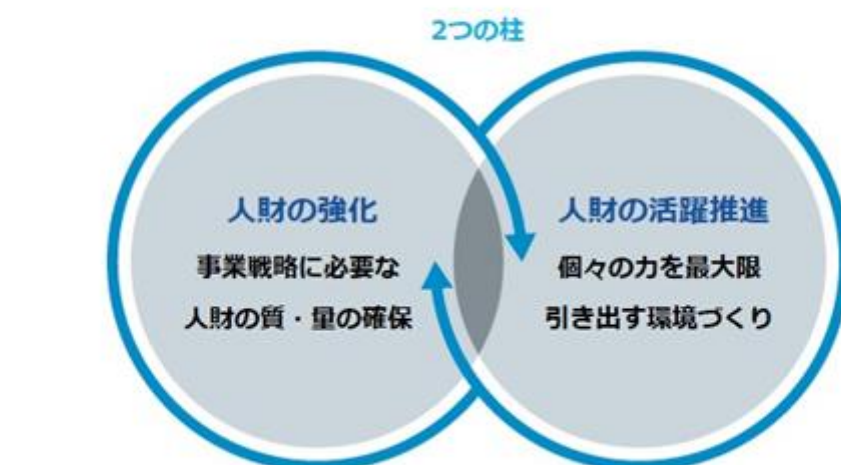 2つの柱
人財の強化
事業戦略に必要な
人財の質・量の確保
人財の活躍推進
個々の力を最大限
引き出す環境づくり